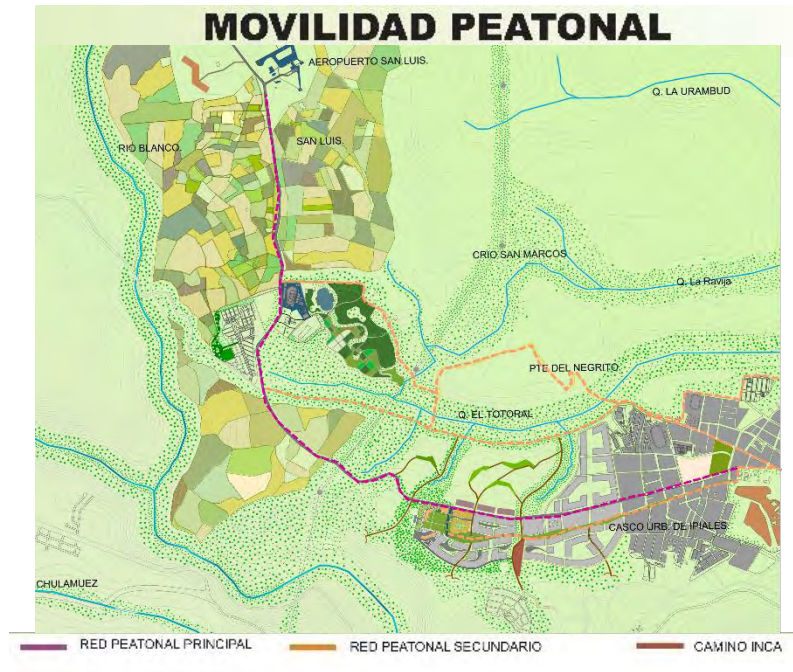 MOVILIDAD PEATONAL
AEROPUERTO SAN LUIS.
Q. LA URAMBUD
RIO BLANCO.
SAN LUIS.
CRIO SAN MARCOS
Q. La Ravija
PTE DEL NEGRITO.
Q. EL TOTORAL
CASCO URB. DE IPIALES.
CHULAMUEZ
RED PEATONAL PRINCIPAL
RED PEATONAL SECUNDARIO
CAMINO INCA